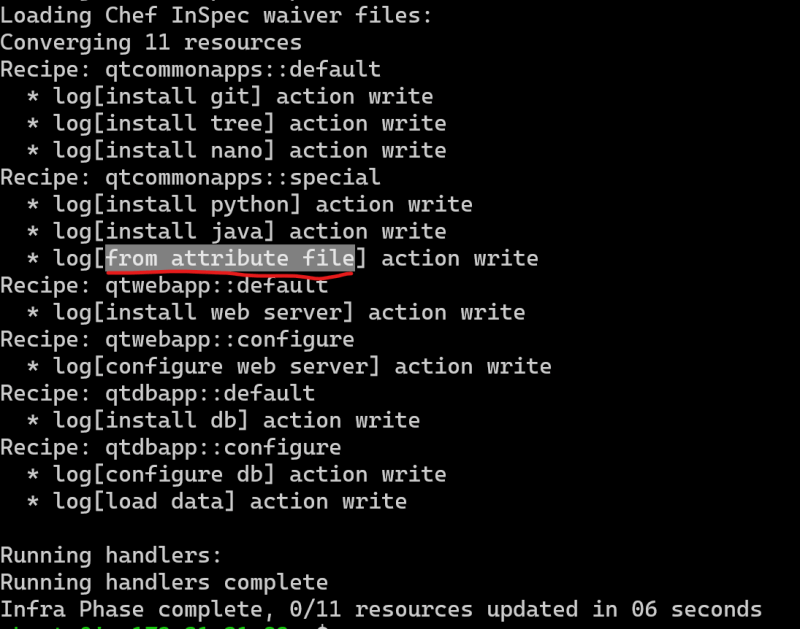 Loading Chef InSpec waiver files:
Converging 11 resources
Recipe: qtcommonapps::default
  * log[install git] action write
  * log[install tree] action write
  * log[install nano] action write
Recipe: qtcommonapps::special
  * log[install python] action write
  * log[install java] action write
  * log[from attribute file] action write
Recipe: qtwebapp::default
  * log[install web server] action write
Recipe: qtwebapp::configure
  * log[configure web server] action write
Recipe: qtdbapp::default
  * log[install db] action write
Recipe: qtdbapp::configure
  * log[configure db] action write
  * log[load data] action write
Running handlers:
Running handlers complete
Infra Phase complete, 0/11 resources updated in 06 seconds